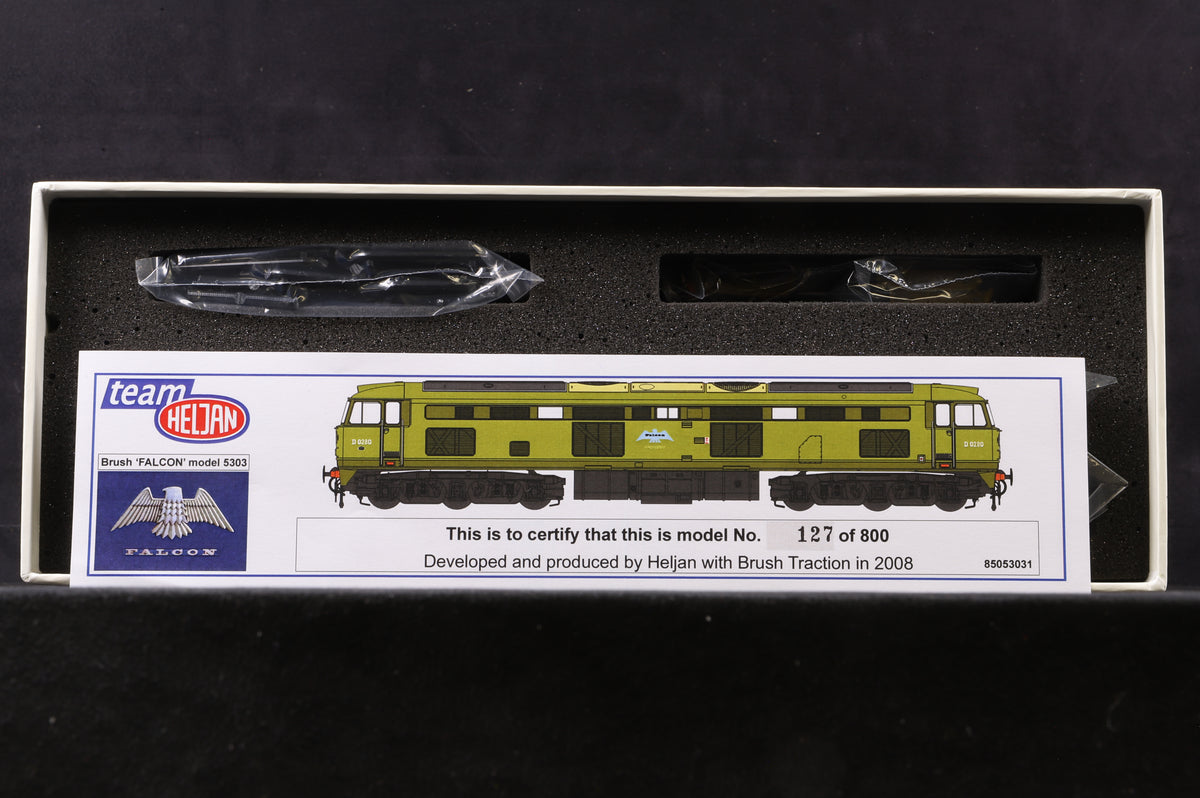 team
HELJAN
Brush 'FALCON' model 5303
FALCON
D 0280
Falcon
D 0280
This is to certify that this is model No. 127 of 800
Developed and produced by Heljan with Brush Traction in 2008
85053031